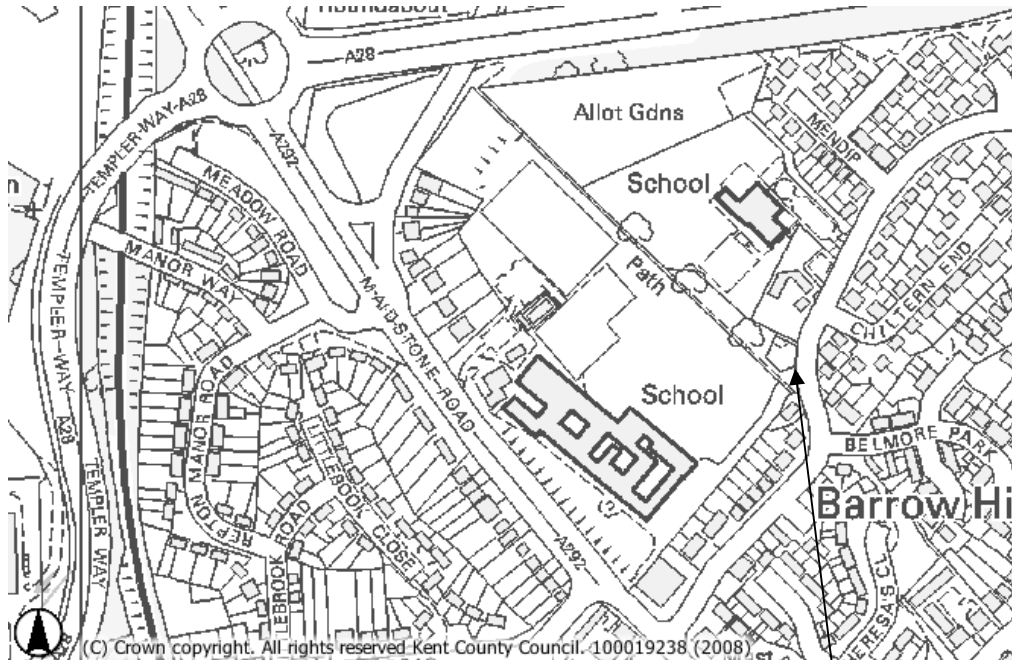 Roundabout
A28
TEMPLER-WAY-A28
A292
Allot Gdns
MENDIP
School
MEADOW ROAD
MANOR WAY
Path
CHILTERN END
TEMPLER-WAY
A28
MAIDSTONE-ROAD
School
MANOR ROAD
REPTON
LITTLEBOOK CLOSE
ROAD
BELMORE PARK
Barrow Hi
TEMPLER WAY
A292
(C) Crown copyright. All rights reserved Kent County Council. 100019238 (2008)